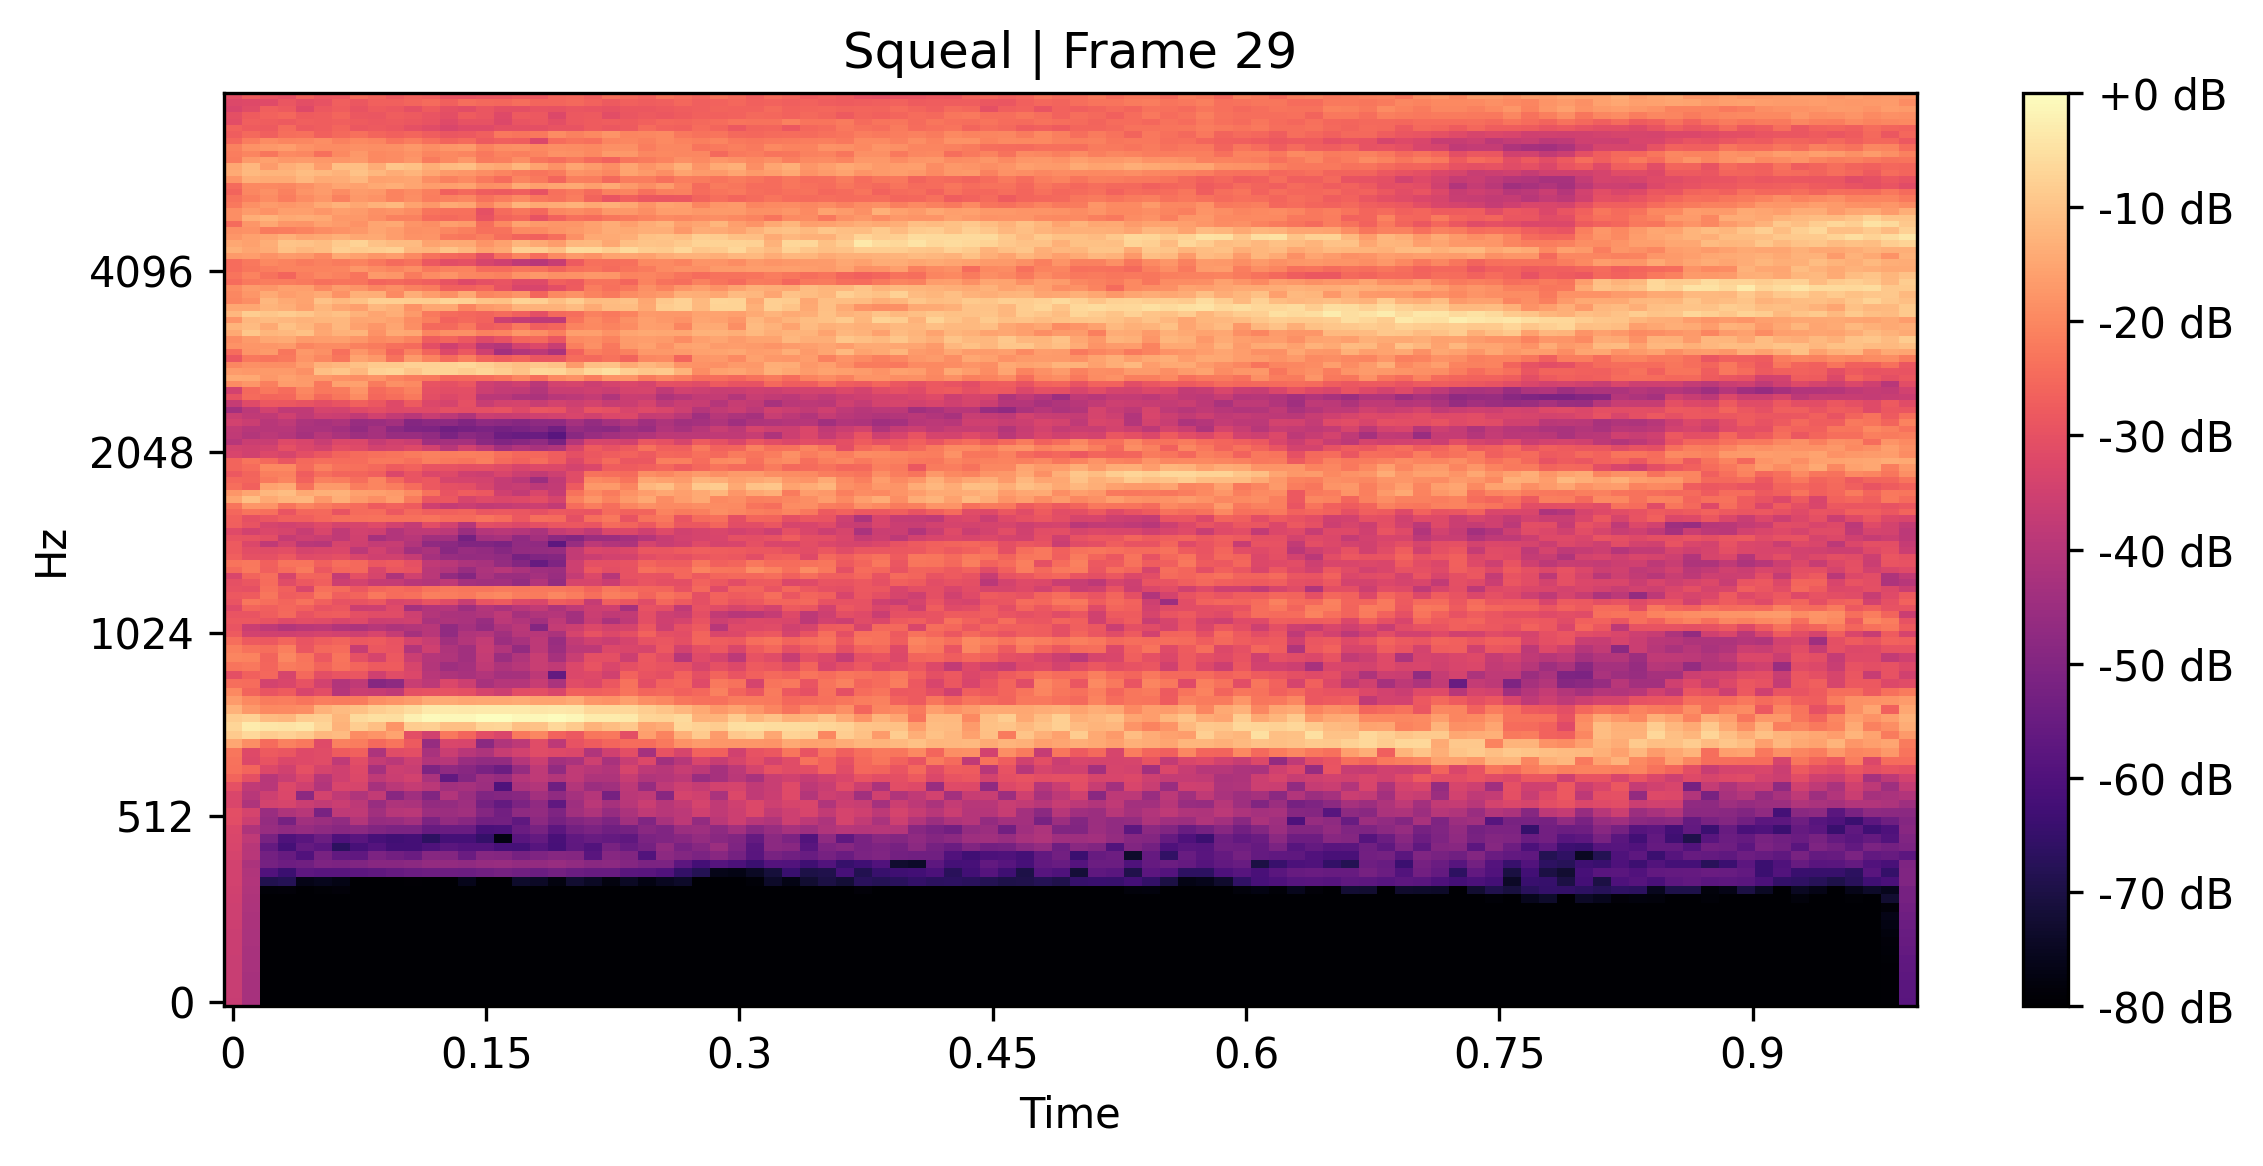 Squeal | Frame 29
Hz
4096
2048
1024
512
0
0 0.15 0.3 0.45 0.6 0.75 0.9
Time
+0 dB
-10 dB
-20 dB
-30 dB
-40 dB
-50 dB
-60 dB
-70 dB
-80 dB